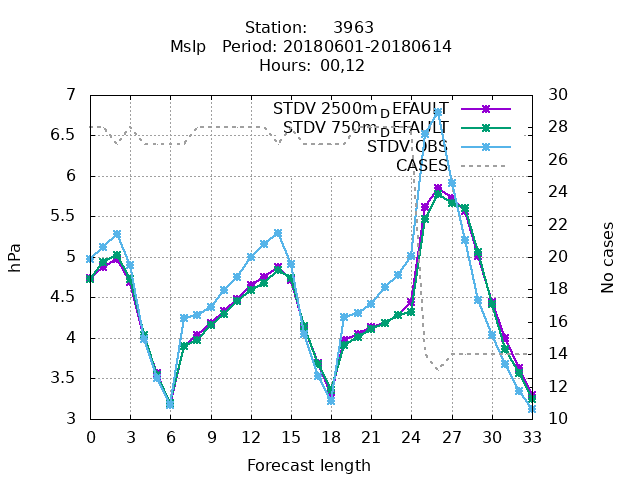 Station: 3963
Mslp Period: 20180601-20180614
Hours: 00,12
7 30
STDV 2500m_DEFAULT
6.5 STDV 750m_DEFAULT 28
STDV OBS
26
CASES
6 24
5.5 22
5 20
4.5 18
16
4
14
3.5 12
3 10
hPa
No cases
0 3 6 9 12 15 18 21 24 27 30 33
Forecast length